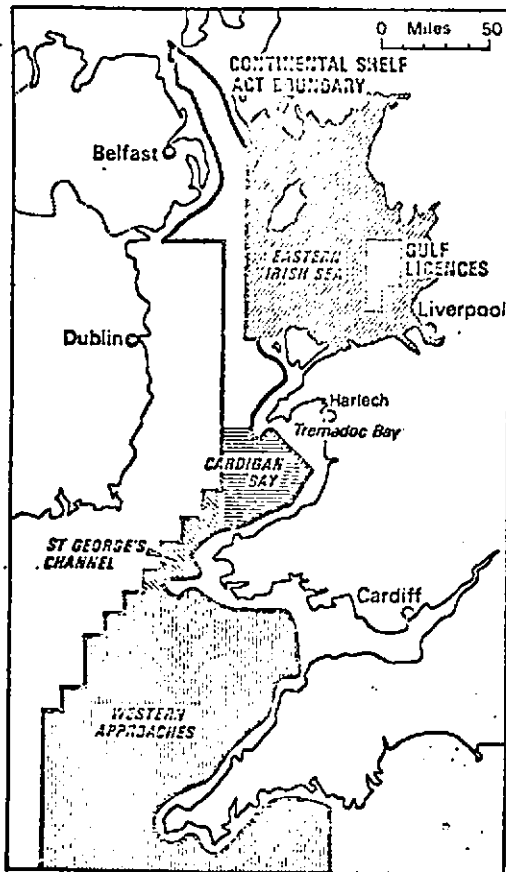 0 Miles 50
CONTINENTAL SHELF
ACT BOUNDARY
Belfast
EASTERN
IRISH SEA
GULF
LICENCES
Liverpool
Dublin
Harlech
Tremadoc Bay
CARDIGAN
BAY
ST GEORGE'S
CHANNEL
Cardiff
WESTERN
APPROACHES